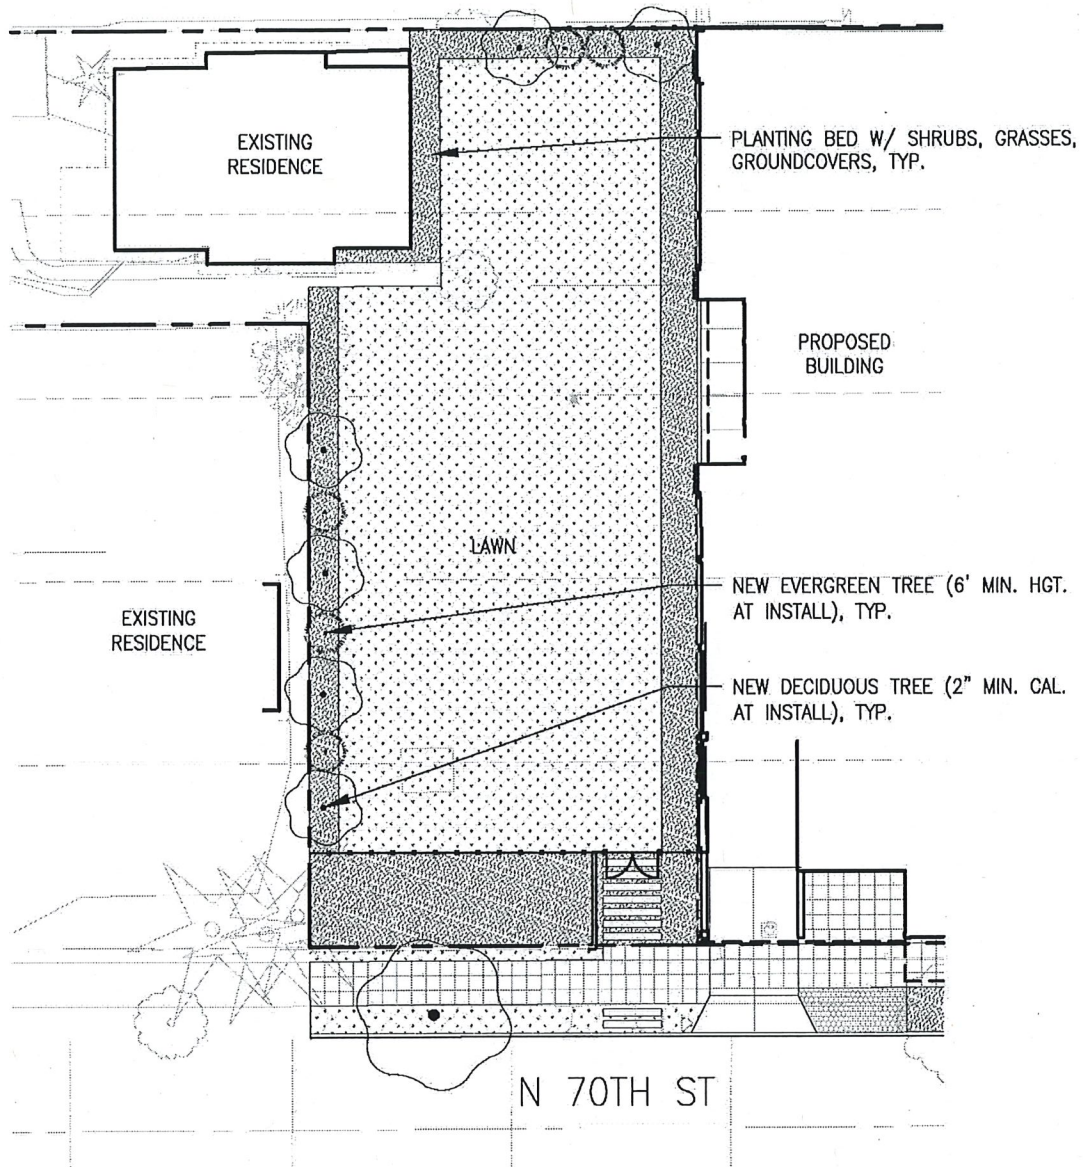 EXISTING
RESIDENCE
PLANTING BED W/ SHRUBS, GRASSES,
GROUNDCOVERS, TYP.
PROPOSED
BUILDING
LAWN
NEW EVERGREEN TREE (6' MIN. HGT.
AT INSTALL), TYP.
EXISTING
RESIDENCE
NEW DECIDUOUS TREE (2" MIN. CAL.
AT INSTALL), TYP.
N 70TH ST